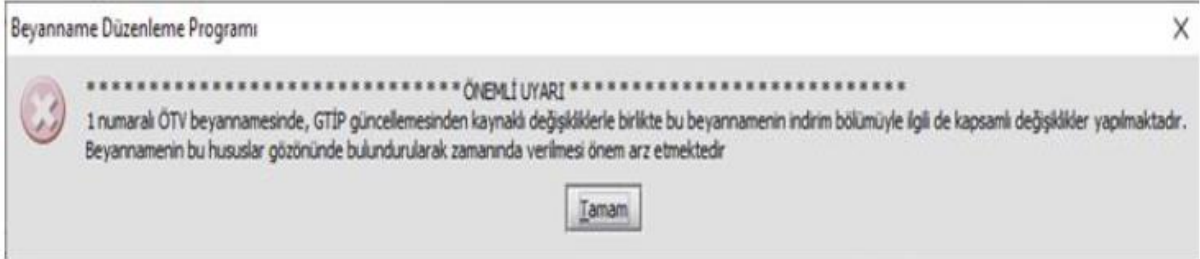 Beyanname Düzenleme Programı
******************************ÖNEMLİ UYARI***************************
1 numaralı ÖTV beyannamesinde, GTİP güncellemesinden kaynaklı değişkliklerle birlikte bu beyannamenin indirim bölümüyle ilgili de kapsamlı değişiklikler yapılmaktadır.
Beyannamenin bu hususlar gözönünde bulundurularak zamanında verilmesi önem arz etmektedir
Tamam